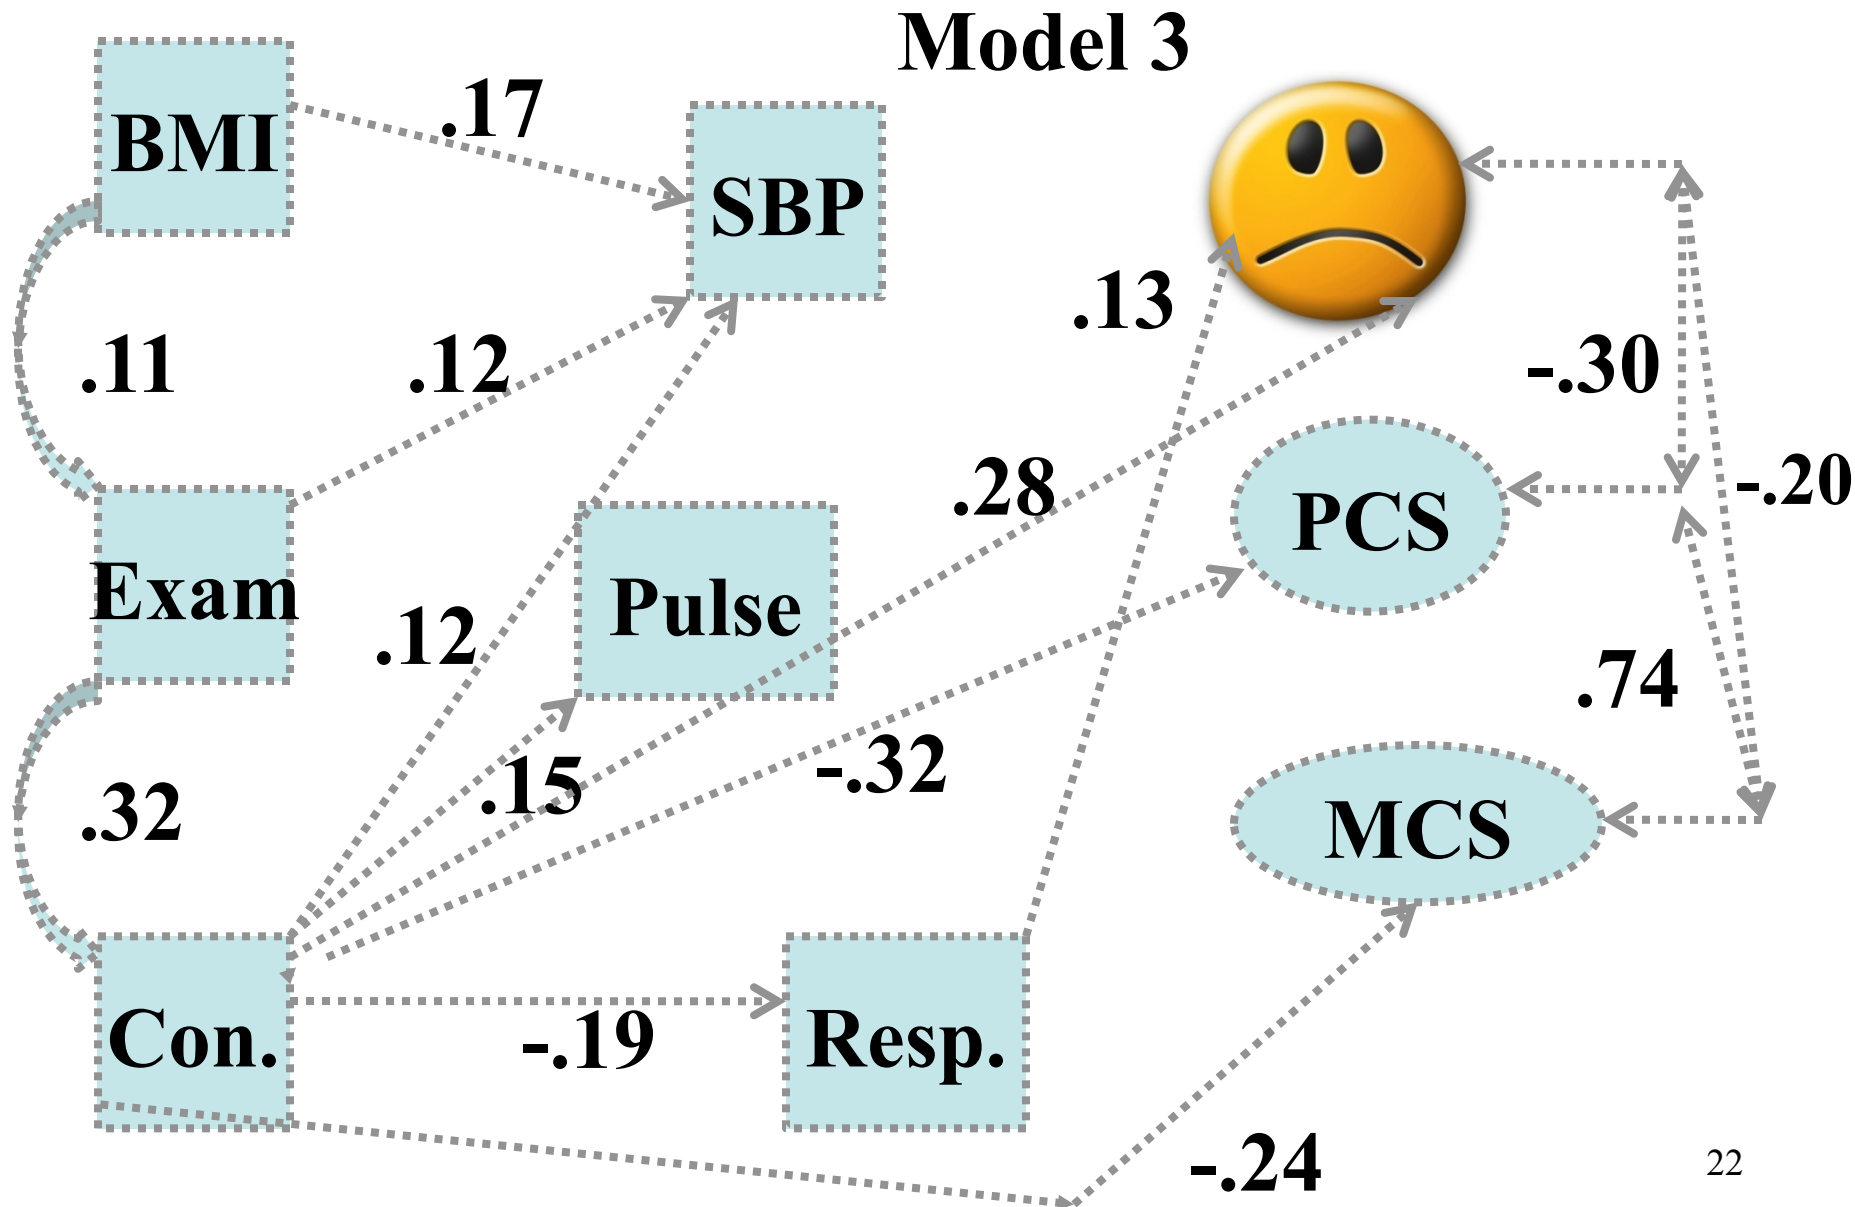 Model 3
BMI
.17
SBP
.13
.11
.12
-.30
.28
-.20
PCS
Exam
Pulse
.12
.74
-.32
.15
.32
MCS
Con.
-.19
Resp.
-.24
22